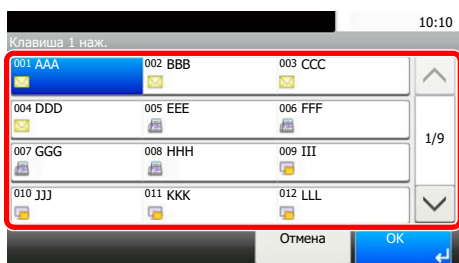 10:10
Клавиша 1 наж.
001 AAA 002 BBB 003 CCC
004 DDD 005 EEE 006 FFF
1/9
007 GGG 008 HHH 009 III
010 JJJ 011 KKK 012 LLL
Отмена OK